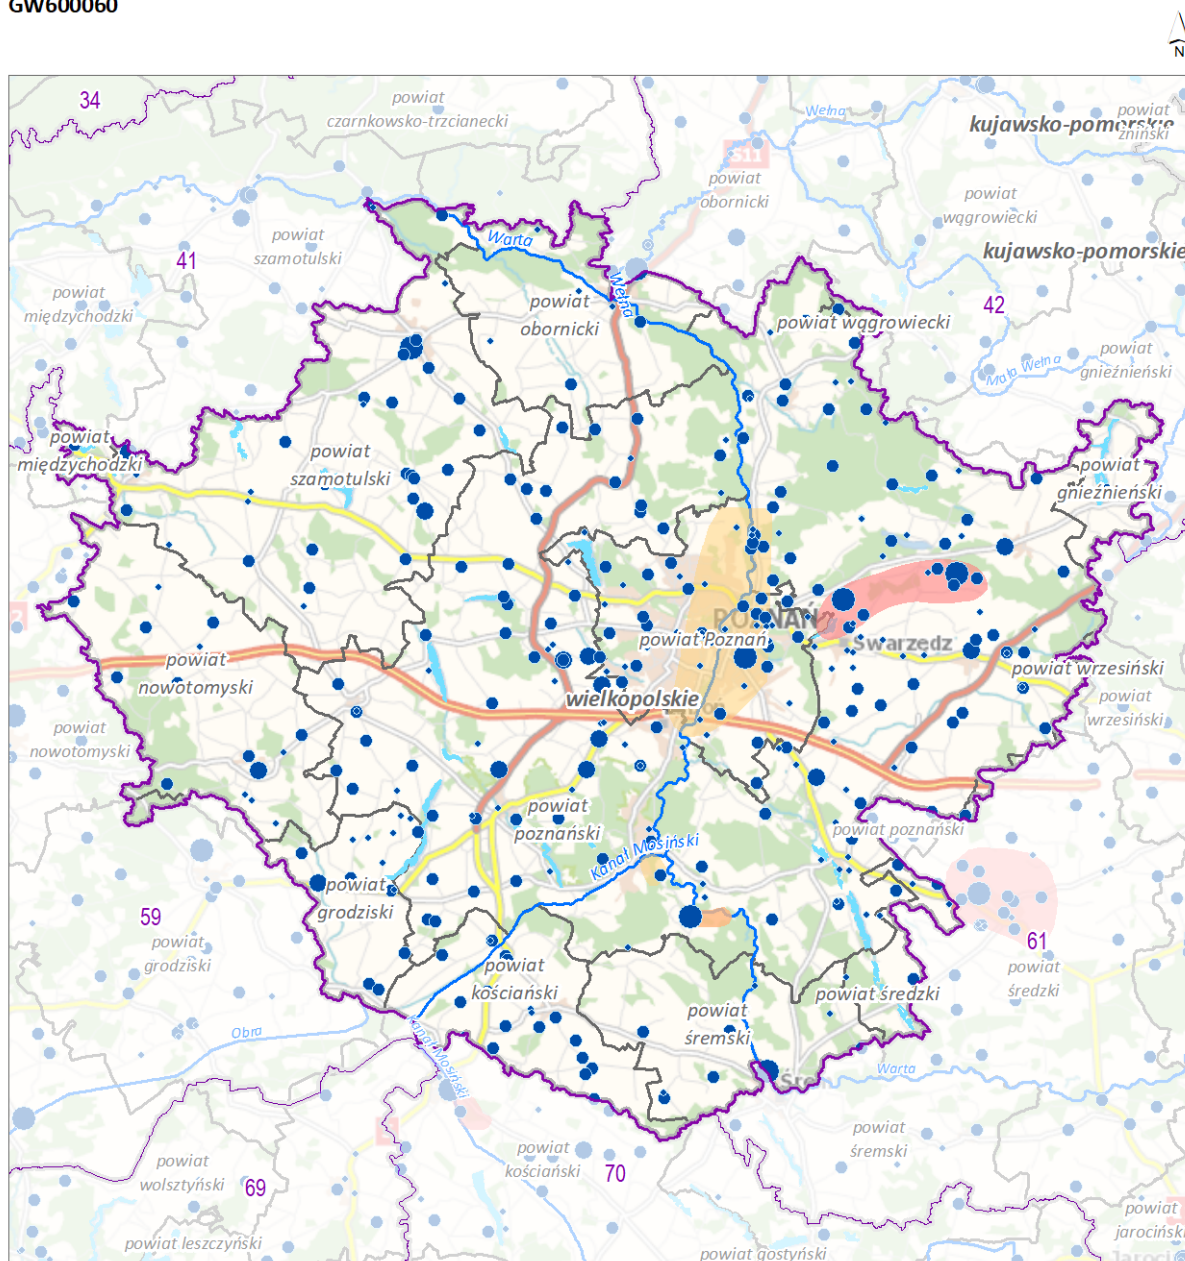 GW600060
N
34
powiat
czarnkowsko-trzcianecki
Wełna
kujawsko-pomorskie
powiat
żniński
S11
powiat
obornicki
powiat
wągrowiecki
powiat
szamotulski
41
Warta
kujawsko-pomorskie
powiat
międzychodzki
Wełna
powiat
obornicki
42
powiat wągrowiecki
powiat
gnieźnieński
Mała Wełna
powiat
międzychodzki
powiat
szamotulski
powiat
gnieźnieński
POZNAŃ
powiat Poznań
Swarzędz
powiat
nowotomyski
powiat wrzesiński
wielkopolskie
powiat
wrzesiński
powiat
nowotomyski
powiat
poznański
powiat poznański
Kanał Mosiński
powiat
grodziski
59
61
powiat
grodziski
powiat
kościański
powiat średzki
powiat
średzki
powiat
śremski
Obra
Kanał Mosiński
Warta
powiat
śremski
powiat
kościański
powiat
wolsztyński
69
70
powiat leszczyński
powiat gostyński
powiat
jarociński